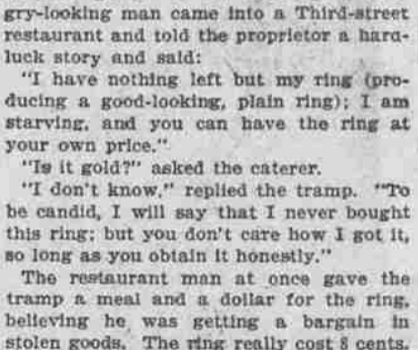 gry-looking man came into a Third-street
restaurant and told the proprietor a hard-
luck story and said:
"I have nothing left but my ring (pro-
ducing a good-looking, plain ring); I am
starving, and you can have the ring at
your own price."
"Is it gold?" asked the caterer.
"I don't know," replied the tramp. "To
be candid, I will say that I never bought
this ring; but you don't care how I got it,
so long as you obtain it honestly."
The restaurant man at once gave the
tramp a meal and a dollar for the ring,
believing he was getting a bargain in
stolen goods. The ring really cost 8 cents.